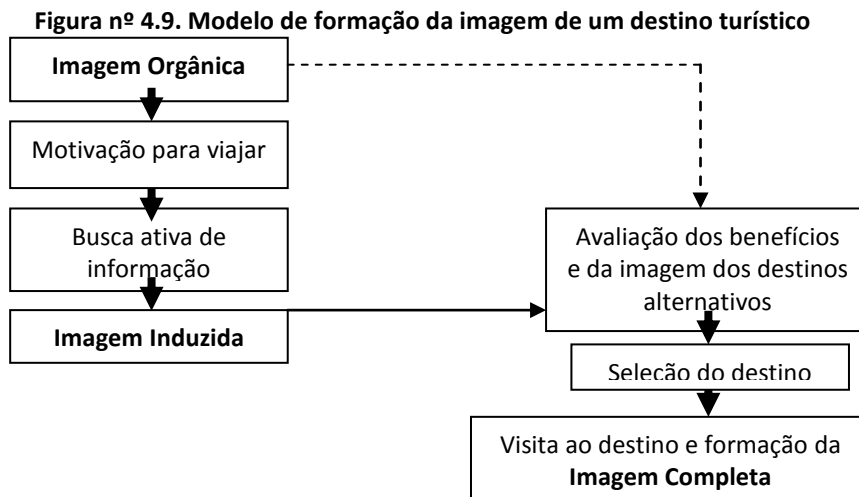 Figura nº 4.9. Modelo de formação da imagem de um destino turístico
Imagem Orgânica
Motivação para viajar
Busca ativa de
informação
Imagem Induzida
Avaliação dos benefícios
e da imagem dos destinos
alternativos
Seleção do destino
Visita ao destino e formação da
Imagem Completa